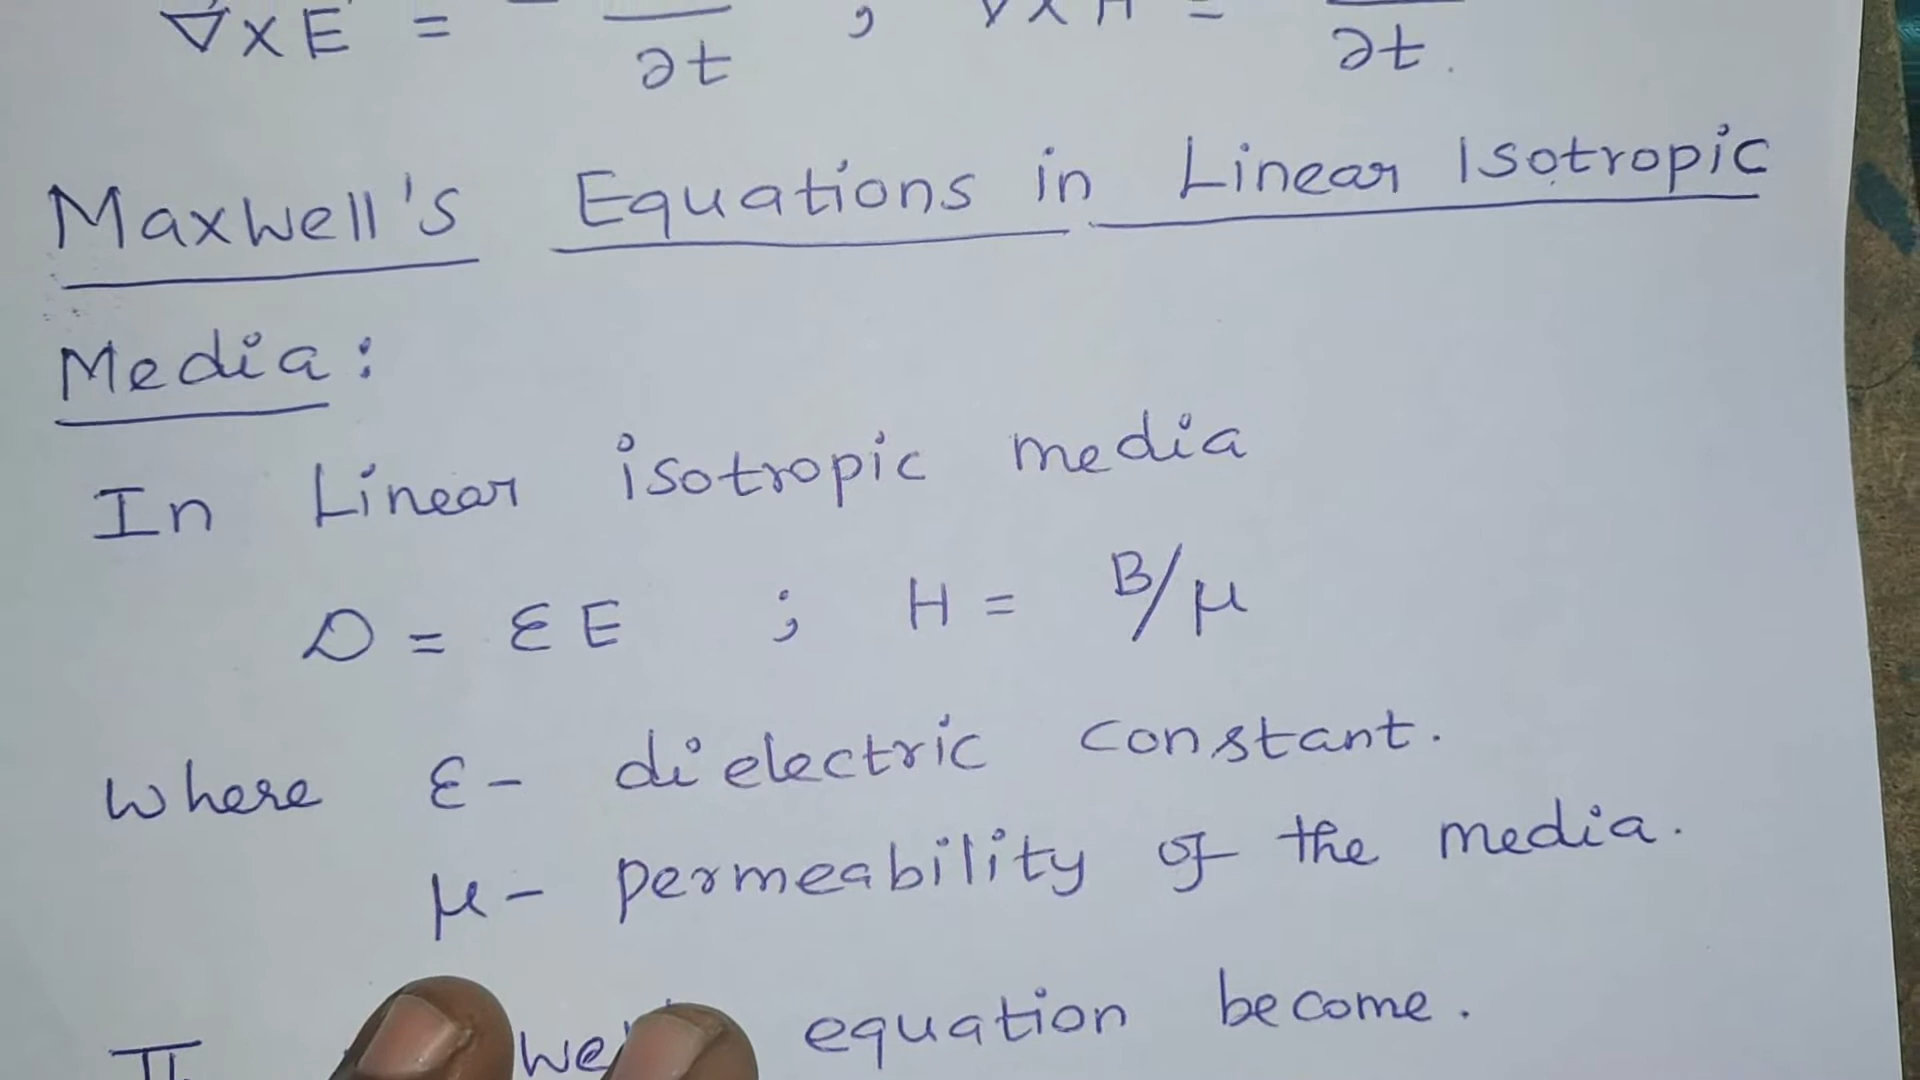 ∇×E = ∂t ; ∇×H = ∂t.
Maxwell's Equations in Linear Isotropic
Media:
In Linear isotropic media
D = εE ; H = B/μ
Where ε- dielectric constant.
μ- permeability of the media.
equation become.